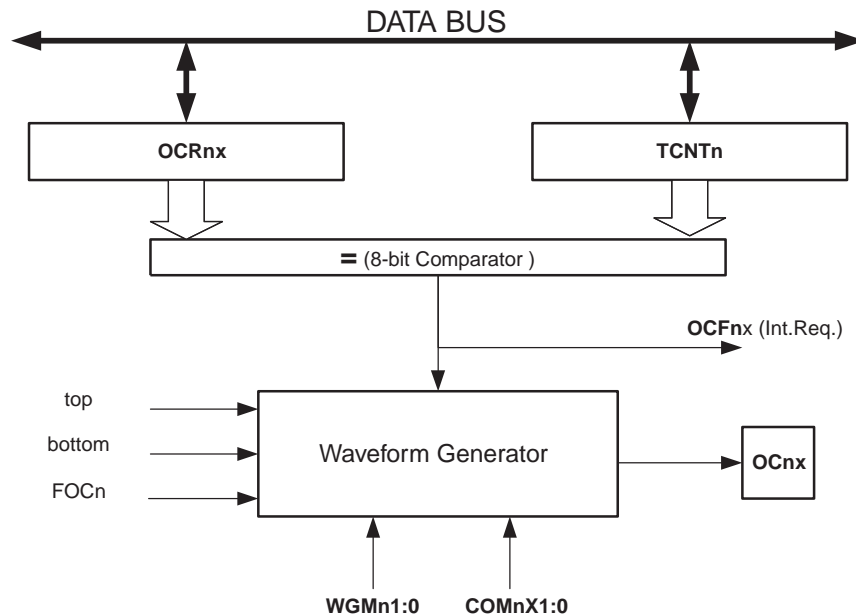 DATA BUS
OCRnx
TCNTn
= (8-bit Comparator )
OCFnx (Int.Req.)
top
bottom
FOCn
Waveform Generator
OCnx
WGMn1:0
COMnX1:0